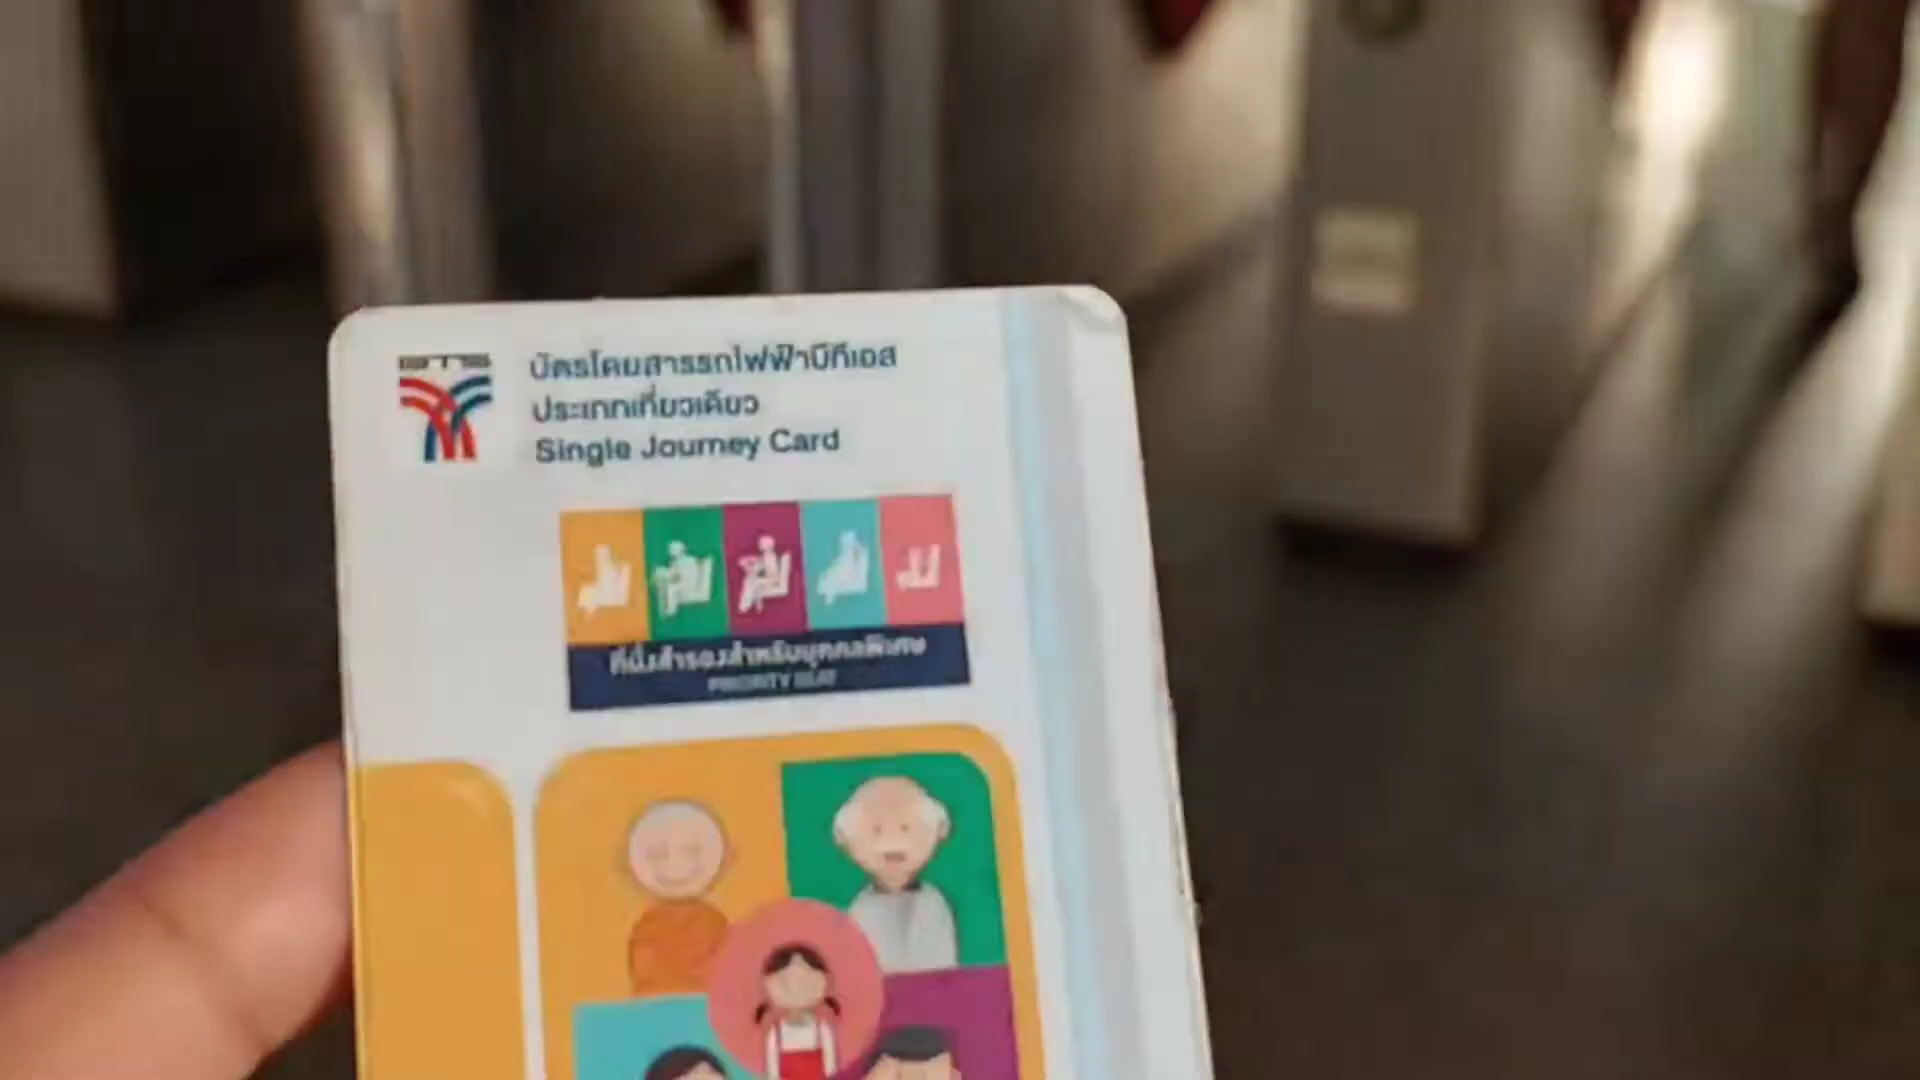 BTS
บัตรโดยสารรถไฟฟ้าบีทีเอส
ประเภทเที่ยวเดียว
Single Journey Card
ที่นั่งสำรองสำหรับบุคคลพิเศษ
PRIORITY SEAT